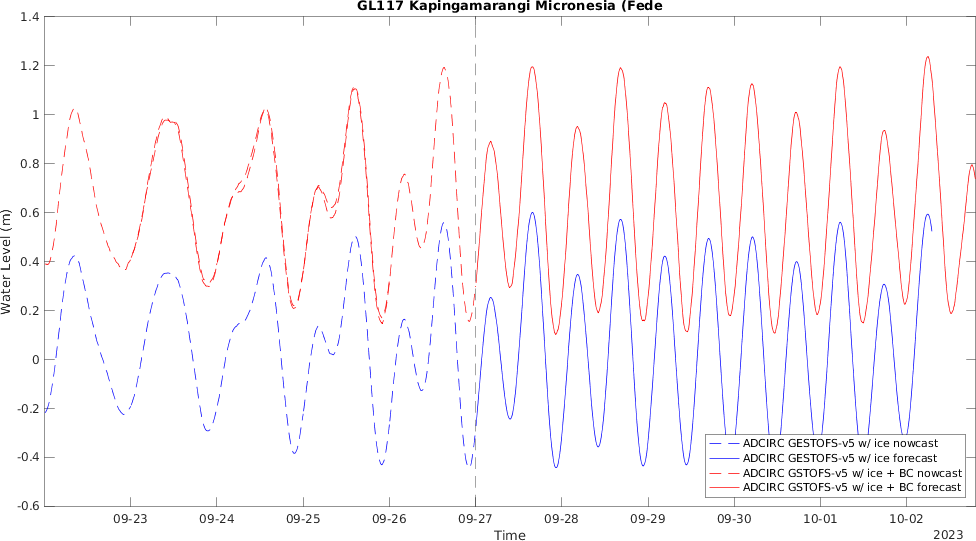 GL117 Kapingamarangi Micronesia (Fede
1.4
1.2
1
0.8
0.6
0.4
0.2
0
-0.2
-0.4
-0.6
Water Level (m)
ADCIRC GESTOFS-v5 w/ ice nowcast
ADCIRC GESTOFS-v5 w/ ice forecast
ADCIRC GSTOFS-v5 w/ ice + BC nowcast
ADCIRC GSTOFS-v5 w/ ice + BC forecast
09-23 09-24 09-25 09-26 09-27 09-28 09-29 09-30 10-01 10-02
Time
2023